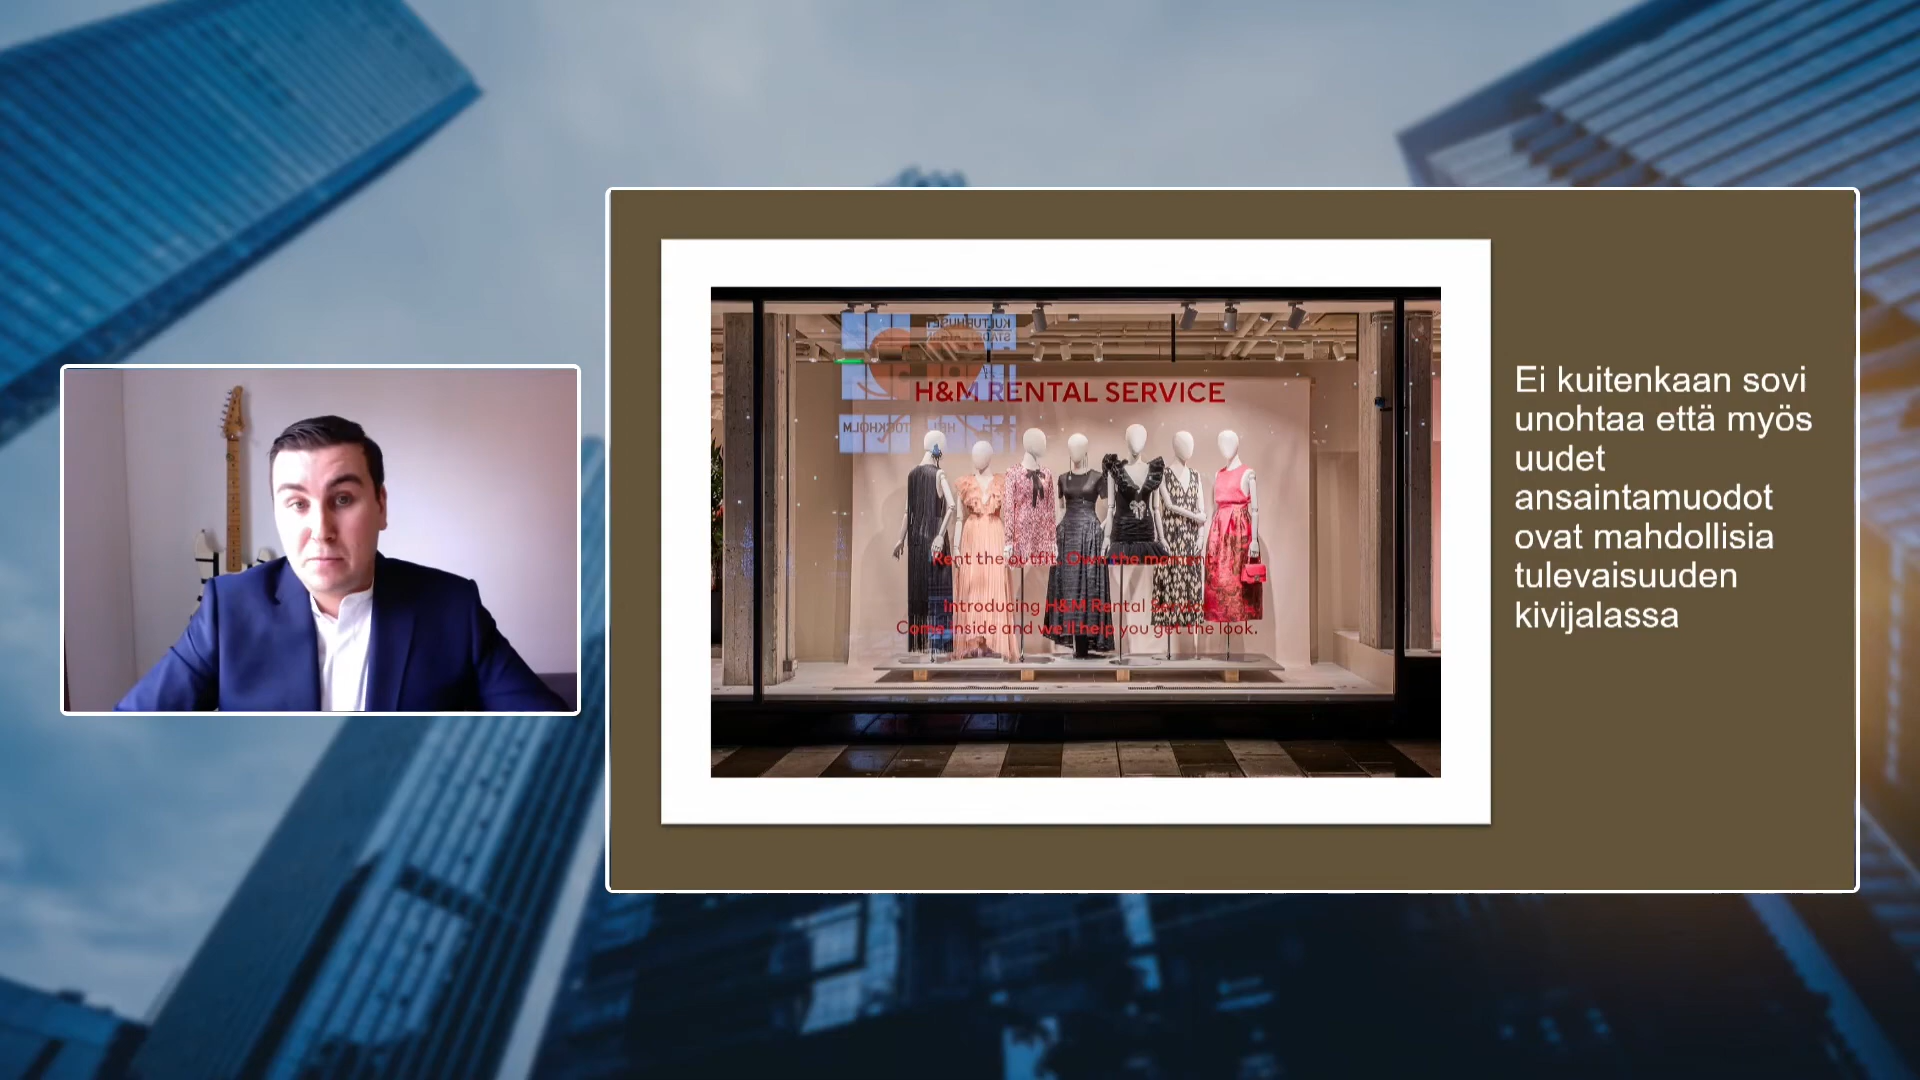 KULTURHUSET
H&M RENTAL SERVICE
Rent the outfit. Own the moment.
Introducing H&M Rental Service.
Come inside and we'll help you get the look.
Ei kuitenkaan sovi
unohtaa että myös
uudet
ansaintamuodot
ovat mahdollisia
tulevaisuuden
kivijalassa